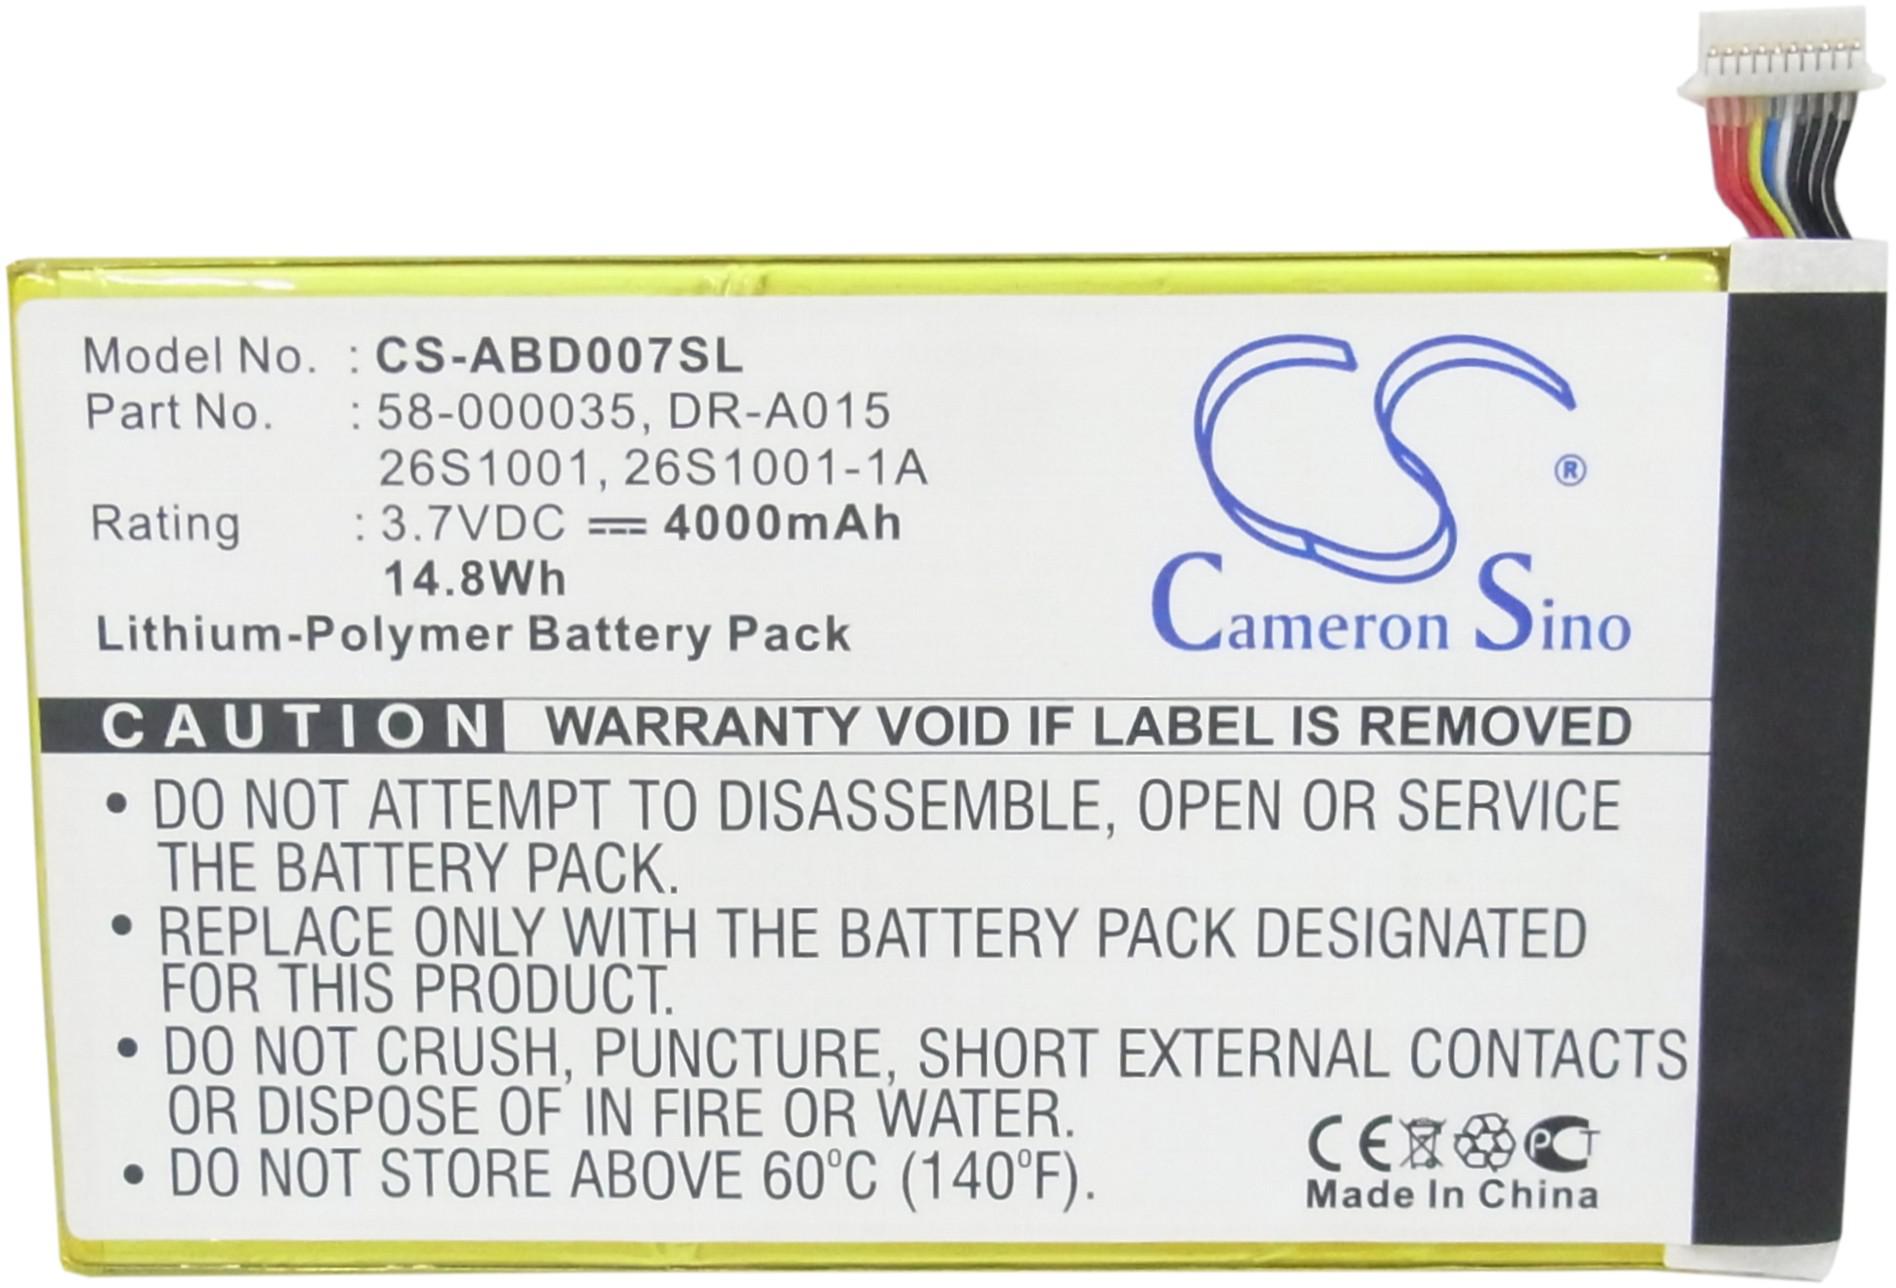 Model No. : CS-ABD007SL
Part No. : 58-000035, DR-A015
26S1001, 26S1001-1A
Rating : 3.7VDC ⎓ 4000mAh
14.8Wh
Lithium-Polymer Battery Pack
CS ®
Cameron Sino
CAUTION WARRANTY VOID IF LABEL IS REMOVED
• DO NOT ATTEMPT TO DISASSEMBLE, OPEN OR SERVICE
THE BATTERY PACK.
• REPLACE ONLY WITH THE BATTERY PACK DESIGNATED
FOR THIS PRODUCT.
• DO NOT CRUSH, PUNCTURE, SHORT EXTERNAL CONTACTS
OR DISPOSE OF IN FIRE OR WATER.
• DO NOT STORE ABOVE 60°C (140°F).
CE PCT
Made In China